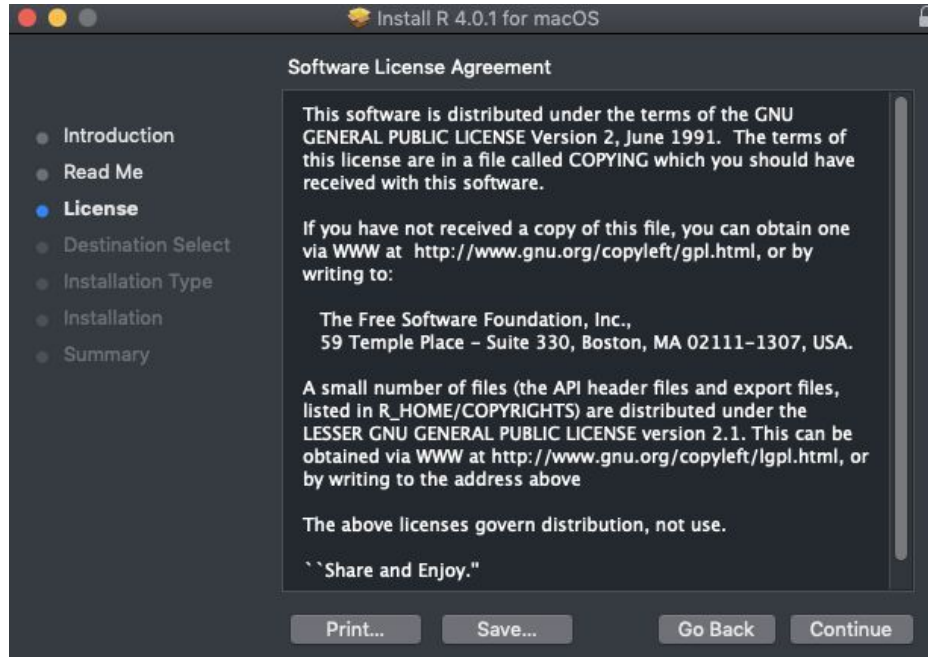 Install R 4.0.1 for macOS
Software License Agreement
Introduction
Read Me
License
Destination Select
Installation Type
Installation
Summary
This software is distributed under the terms of the GNU
GENERAL PUBLIC LICENSE Version 2, June 1991.  The terms of
this license are in a file called COPYING which you should have
received with this software.
If you have not received a copy of this file, you can obtain one
via WWW at  http://www.gnu.org/copyleft/gpl.html, or by
writing to:
The Free Software Foundation, Inc.,
59 Temple Place – Suite 330, Boston, MA 02111–1307, USA.
A small number of files (the API header files and export files,
listed in R_HOME/COPYRIGHTS) are distributed under the
LESSER GNU GENERAL PUBLIC LICENSE version 2.1. This can be
obtained via WWW at http://www.gnu.org/copyleft/lgpl.html, or
by writing to the address above
The above licenses govern distribution, not use.
``Share and Enjoy."
Print...
Save...
Go Back
Continue